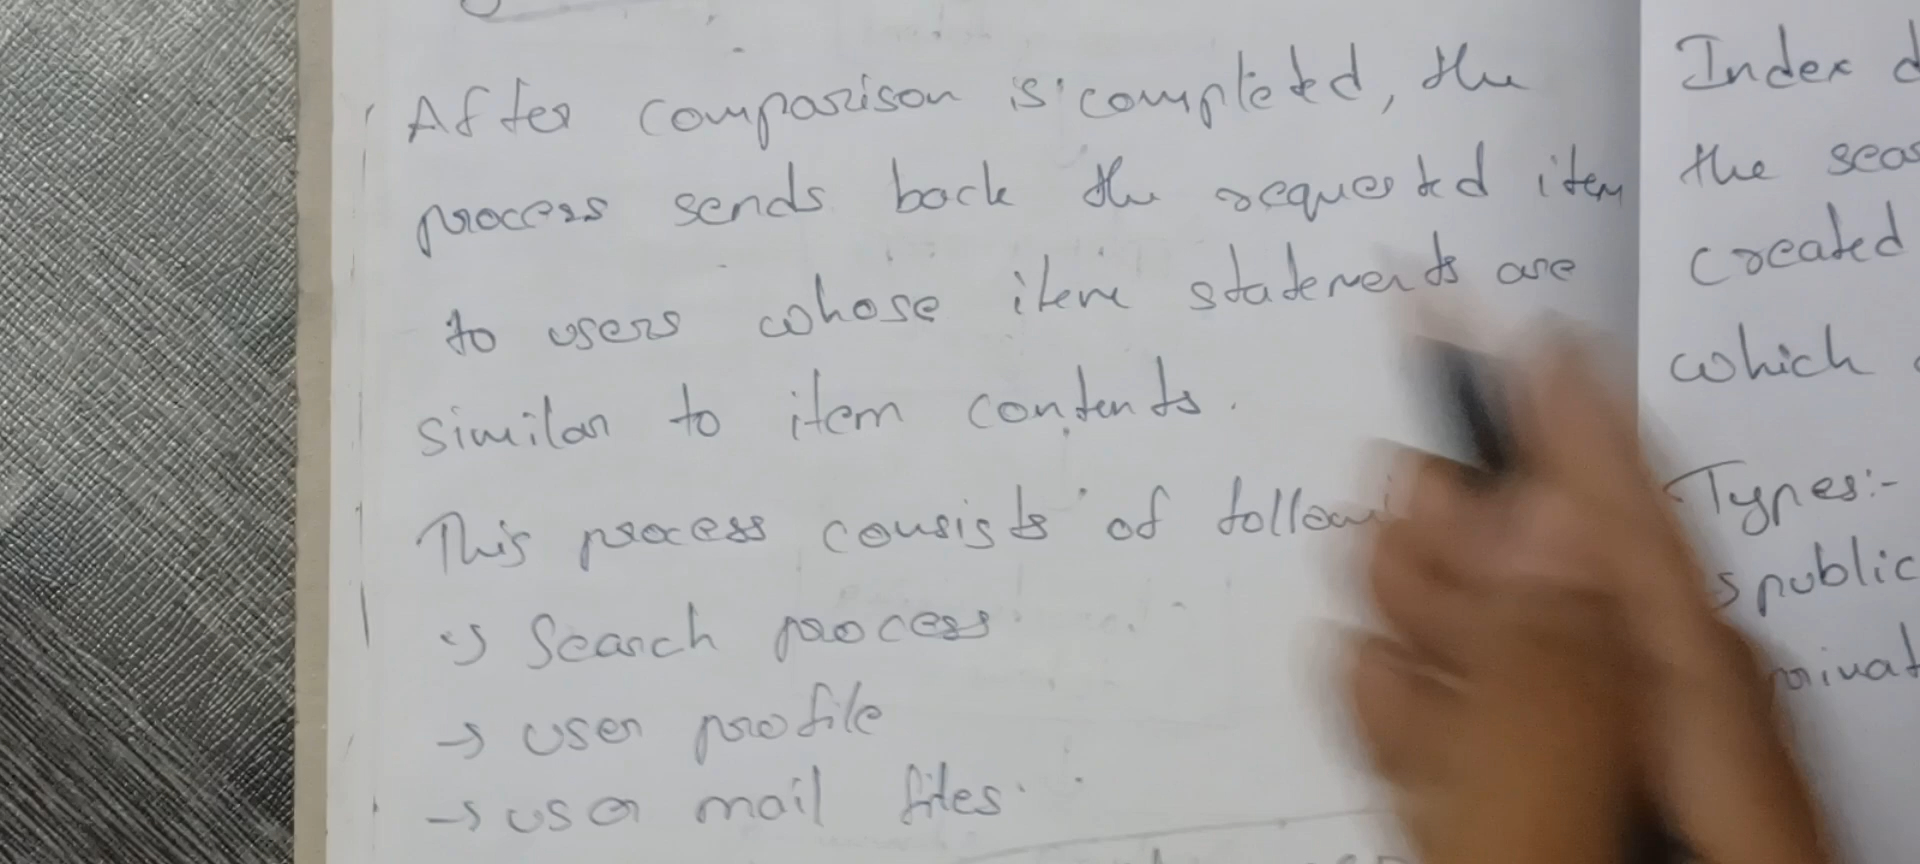 After comparison is completed, the
process sends back the requested item
to users whose item statements are
similar to item contents.
This process consists of
→ Search process
→ user profile
→ user mail files.
Index
the
created
which
Types:-
public